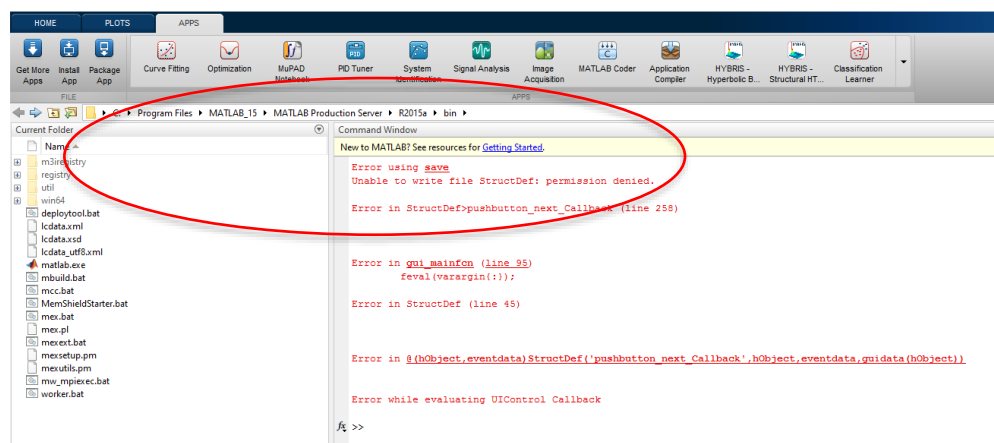 HOME PLOTS APPS
Get More Apps
Install App
Package App
Curve Fitting
Optimization
MuPAD Notebook
PID Tuner
System Identification
Signal Analysis
Image Acquisition
MATLAB Coder
Application Compiler
HYBRIS - Hyperbolic B...
HYBRIS - Structural HT...
Classification Learner
FILE APPS
C: Program Files MATLAB_15 MATLAB Production Server R2015a bin
Current Folder
Name
m3iregistry
registry
util
win64
deploytool.bat
lcdata.xml
lcdata.xsd
lcdata_utf8.xml
matlab.exe
mbuild.bat
mcc.bat
MemShieldStarter.bat
mex.bat
mex.pl
mexext.bat
mexsetup.pm
mexutils.pm
mw_mpiexec.bat
worker.bat
Command Window
New to MATLAB? See resources for Getting Started.
Error using save
Unable to write file StructDef: permission denied.
Error in StructDef>pushbutton_next_Callback (line 258)
Error in gui_mainfcn (line 95)
feval(varargin{:});
Error in StructDef (line 45)
Error in @(hObject,eventdata)StructDef('pushbutton_next_Callback',hObject,eventdata,guidata(hObject))
Error while evaluating UIControl Callback
fx >>